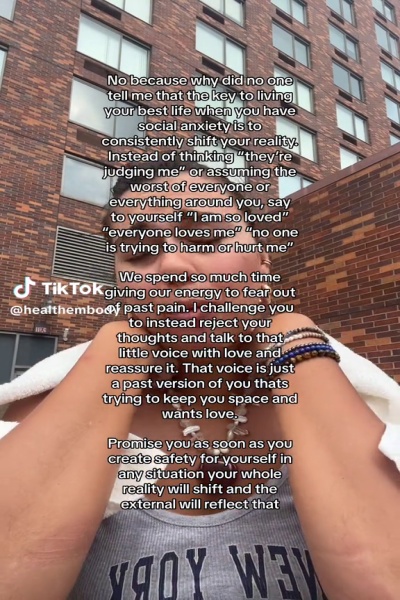 No because why did no one
tell me that the key to living
your best life when you have
social anxiety is to
consistently shift your reality.
Instead of thinking “they’re
judging me” or assuming the
worst of everyone or
everything around you, say
to yourself “I am so loved”
“everyone loves me” “no one
is trying to harm or hurt me”
We spend so much time
giving our energy to fear out
of past pain. I challenge you
to instead reject your
thoughts and talk to that
little voice with love and
reassure it. That voice is just
a past version of you thats
trying to keep you space and
wants love.
Promise you as soon as you
create safety for yourself in
any situation your whole
reality will shift and the
external will reflect that
TikTok
@healthembody
NEW YORK